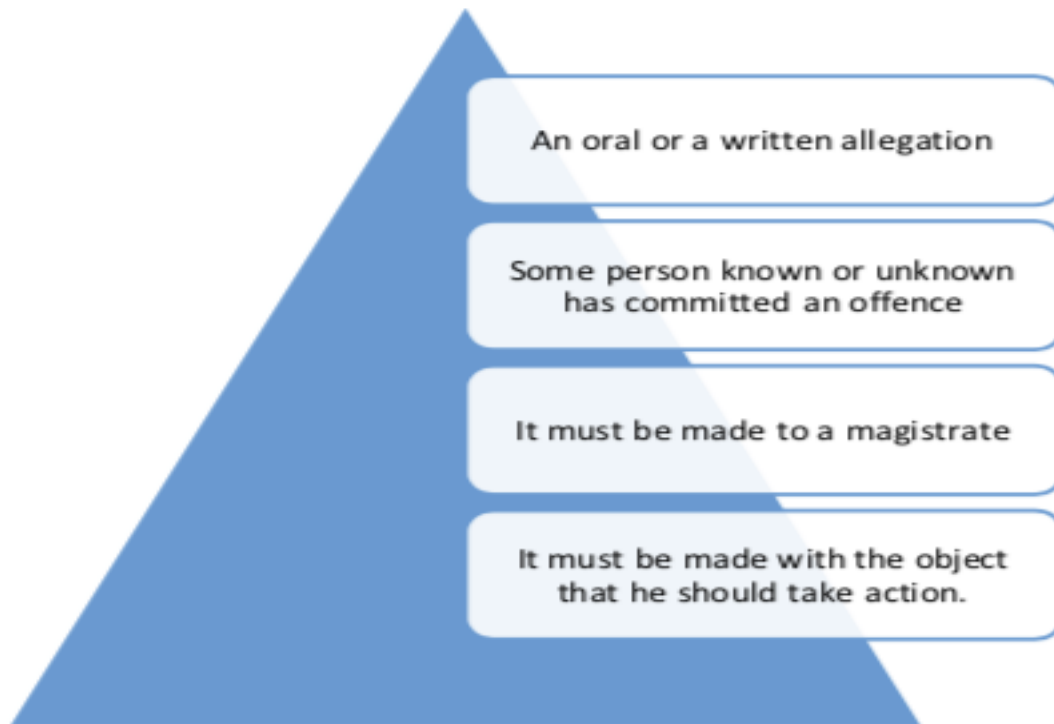 An oral or a written allegation
Some person known or unknown
has committed an offence
It must be made to a magistrate
It must be made with the object
that he should take action.